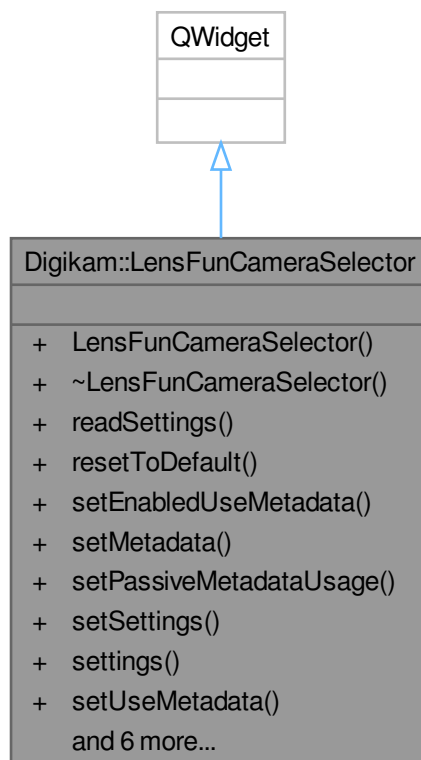 QWidget
Digikam::LensFunCameraSelector
+ LensFunCameraSelector()
+ ~LensFunCameraSelector()
+ readSettings()
+ resetToDefault()
+ setEnabledUseMetadata()
+ setMetadata()
+ setPassiveMetadataUsage()
+ setSettings()
+ settings()
+ setUseMetadata()
and 6 more...